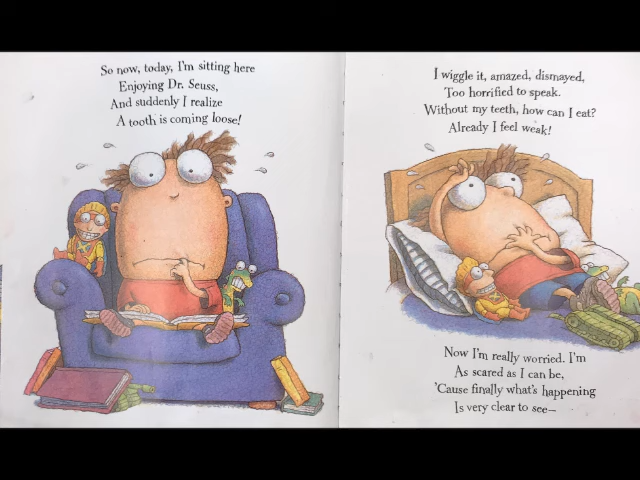 So now, today, I'm sitting here
Enjoying Dr. Seuss,
And suddenly I realize
A tooth is coming loose!
I wiggle it, amazed, dismayed,
Too horrified to speak.
Without my teeth, how can I eat?
Already I feel weak!
Now I'm really worried. I'm
As scared as I can be,
'Cause finally what's happening
Is very clear to see—